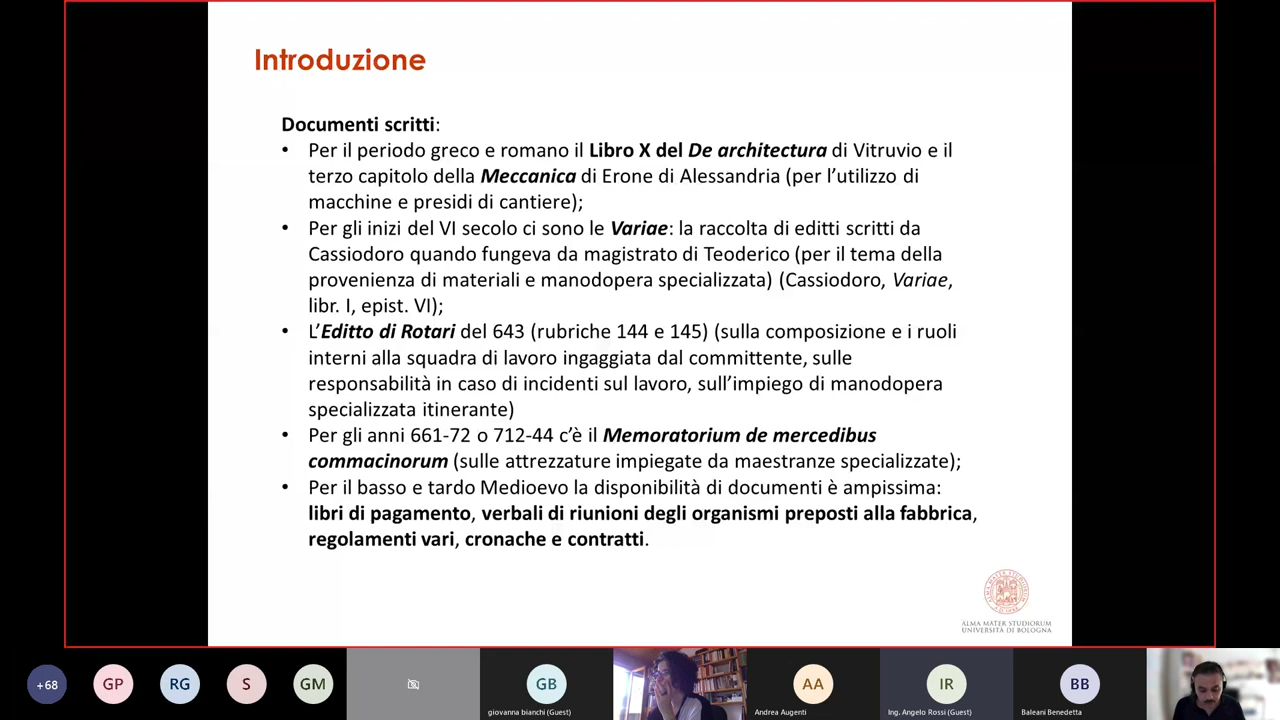 Introduzione
Documenti scritti:
• Per il periodo greco e romano il Libro X del De architectura di Vitruvio e il
terzo capitolo della Meccanica di Erone di Alessandria (per l’utilizzo di
macchine e presidi di cantiere);
• Per gli inizi del VI secolo ci sono le Variae: la raccolta di editti scritti da
Cassiodoro quando fungeva da magistrato di Teoderico (per il tema della
provenienza di materiali e manodopera specializzata) (Cassiodoro, Variae,
libr. I, epist. VI);
• L’Editto di Rotari del 643 (rubriche 144 e 145) (sulla composizione e i ruoli
interni alla squadra di lavoro ingaggiata dal committente, sulle
responsabilità in caso di incidenti sul lavoro, sull’impiego di manodopera
specializzata itinerante)
• Per gli anni 661-72 o 712-44 c’è il Memoratorium de mercedibus
commacinorum (sulle attrezzature impiegate da maestranze specializzate);
• Per il basso e tardo Medioevo la disponibilità di documenti è ampissima:
libri di pagamento, verbali di riunioni degli organismi preposti alla fabbrica,
regolamenti vari, cronache e contratti.
ALMA MATER STUDIORUM
UNIVERSITÀ DI BOLOGNA
+68 GP RG S GM GB AA IR BB
giovanna bianchi (Guest) Andrea Augenti Ing. Angelo Rossi (Guest) Baleani Benedetta